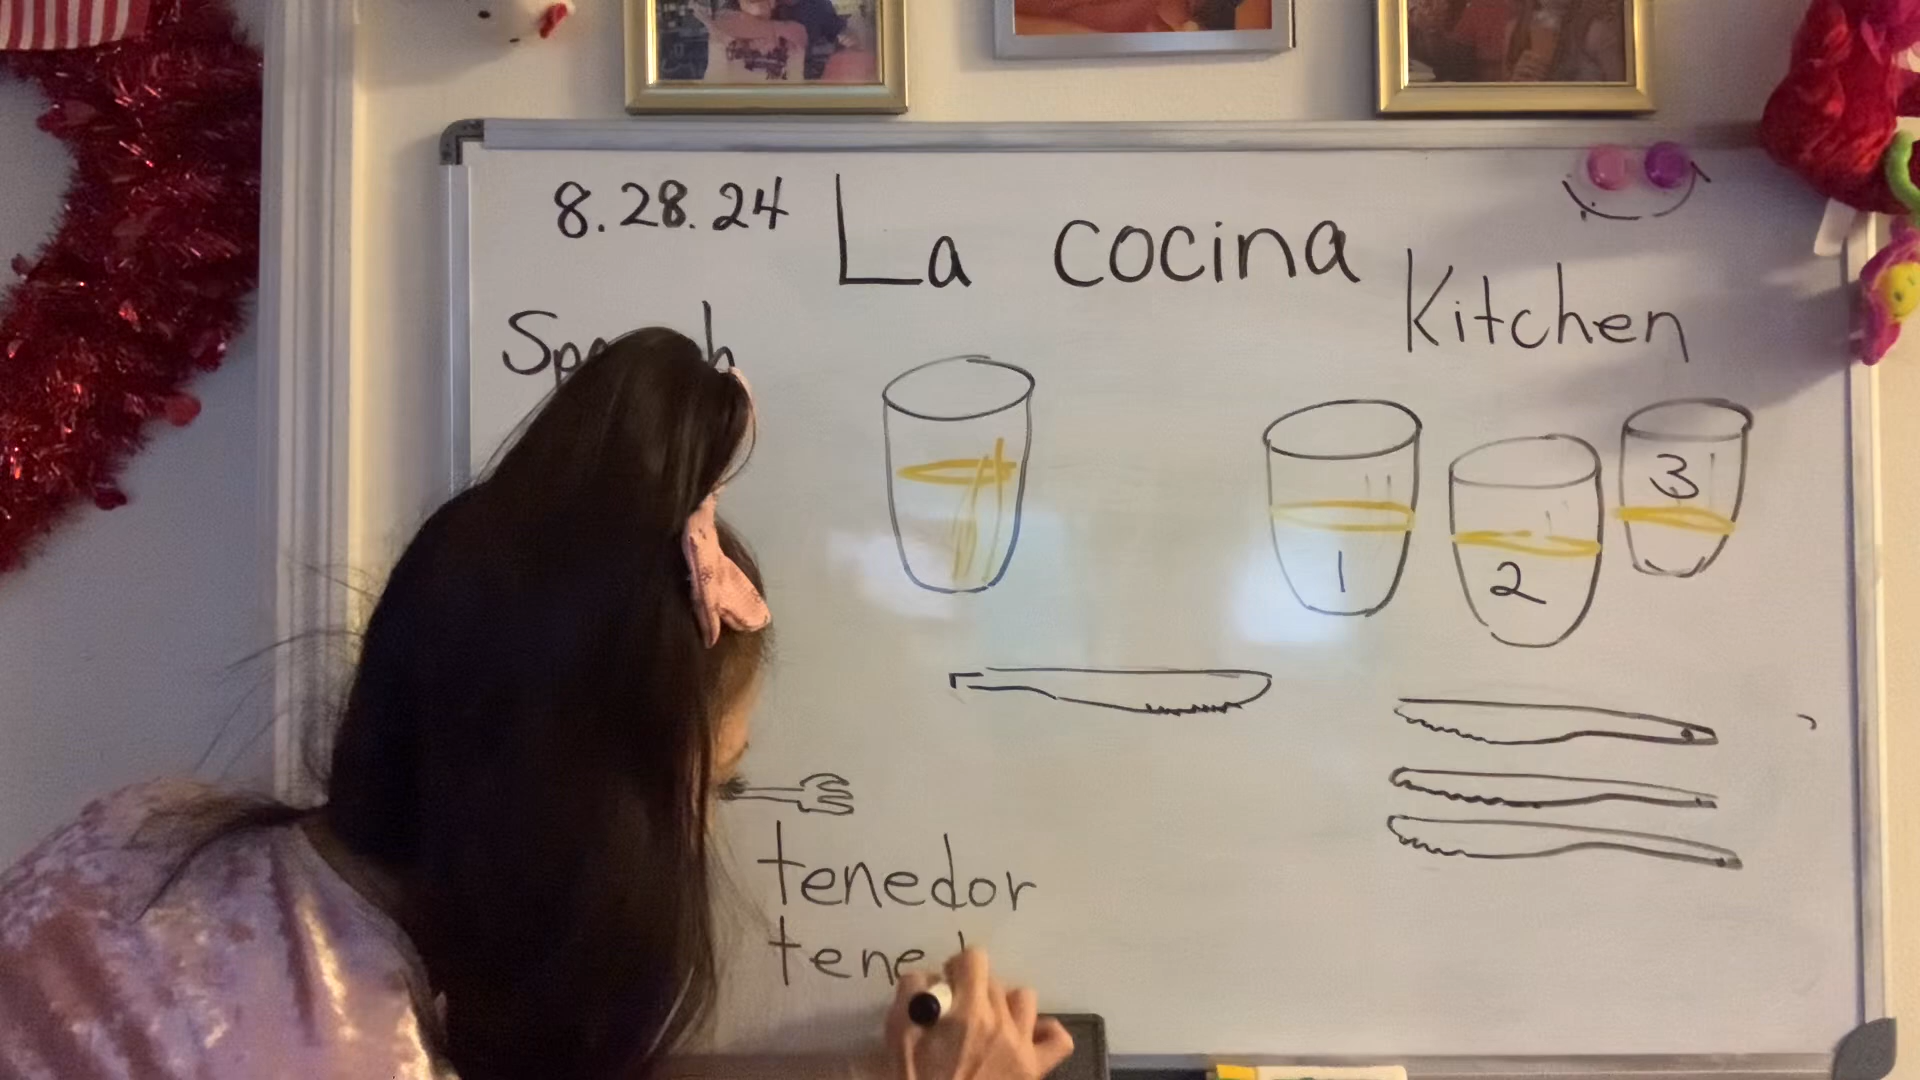 8.28.24
La cocina
Kitchen
1
2
3
tenedor